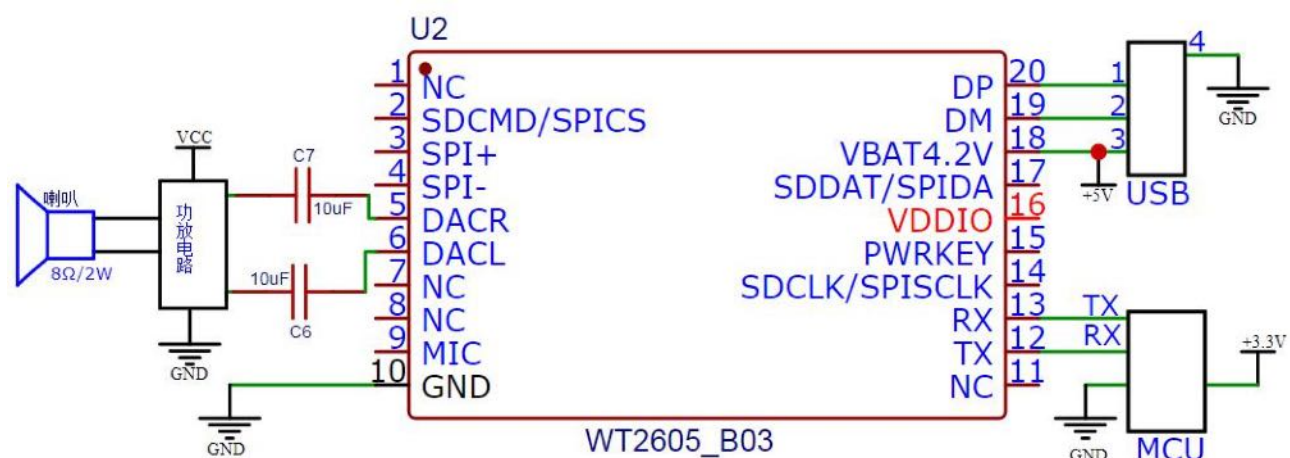 U2
1 NC
2 SDCMD/SPICS
3 SPI+
4 SPI-
5 DACR
6 DACL
7 NC
8 NC
9 MIC
10 GND
20 DP
19 DM
18 VBAT4.2V
17 SDDAT/SPIDA
16 VDDIO
15 PWRKEY
14 SDCLK/SPISCLK
13 RX
12 TX
11 NC
WT2605_B03
VCC
C7
10uF
喇叭
8Ω/2W
功放电路
10uF
C6
GND
GND
1
2
3
4
GND
+5V
USB
TX
RX
+3.3V
GND
MCU